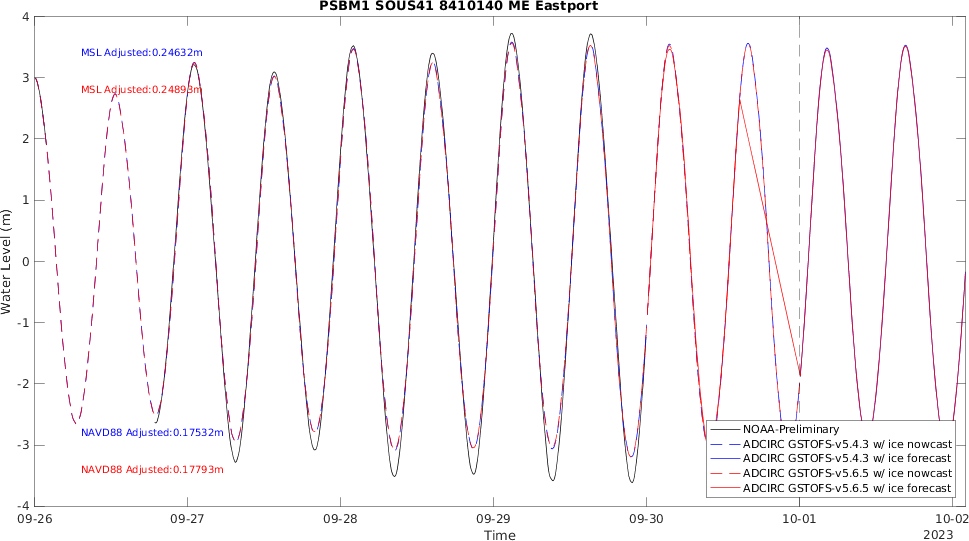 PSBM1 SOUS41 8410140 ME Eastport
4
3
2
1
0
-1
-2
-3
-4
Water Level (m)
MSL Adjusted:0.24632m
MSL Adjusted:0.24893m
NAVD88 Adjusted:0.17532m
NAVD88 Adjusted:0.17793m
NOAA-Preliminary
ADCIRC GSTOFS-v5.4.3 w/ ice nowcast
ADCIRC GSTOFS-v5.4.3 w/ ice forecast
ADCIRC GSTOFS-v5.6.5 w/ ice nowcast
ADCIRC GSTOFS-v5.6.5 w/ ice forecast
09-26 09-27 09-28 09-29 09-30 10-01 10-02
Time
2023